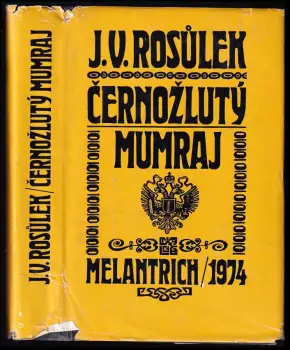 J.V. ROSŮLEK/ČERNOŽLUTÝ MUMRAJ
J.V. ROSŮLEK
ČERNOŽLUTÝ
MUMRAJ
MELANTRICH/1974